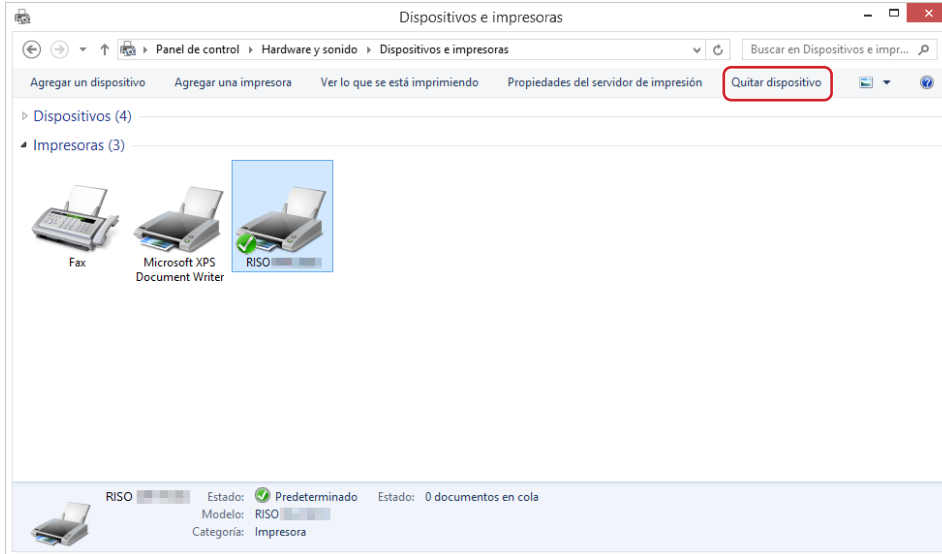 Dispositivos e impresoras
Panel de control Hardware y sonido Dispositivos e impresoras Buscar en Dispositivos e impr...
Agregar un dispositivo Agregar una impresora Ver lo que se está imprimiendo Propiedades del servidor de impresión Quitar dispositivo
Dispositivos (4)
Impresoras (3)
Fax
Microsoft XPS
Document Writer
RISO
RISO Estado: Predeterminado Estado: 0 documentos en cola
Modelo: RISO
Categoría: Impresora